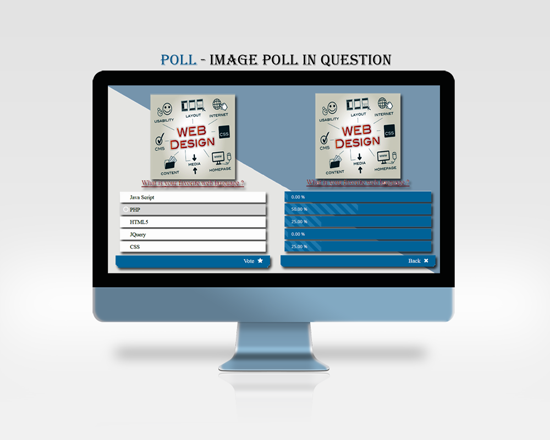 POLL - IMAGE POLL IN QUESTION
USABILITY
LAYOUT
INTERNET
CMS
WEB
DESIGN
CSS
CONTENT
MEDIA
HOMEPAGE
Java Script
PHP
HTML5
JQuery
CSS
Vote
USABILITY
LAYOUT
INTERNET
CMS
WEB
DESIGN
CSS
CONTENT
MEDIA
HOMEPAGE
0.00 %
50.00 %
25.00 %
0.00 %
25.00 %
Back